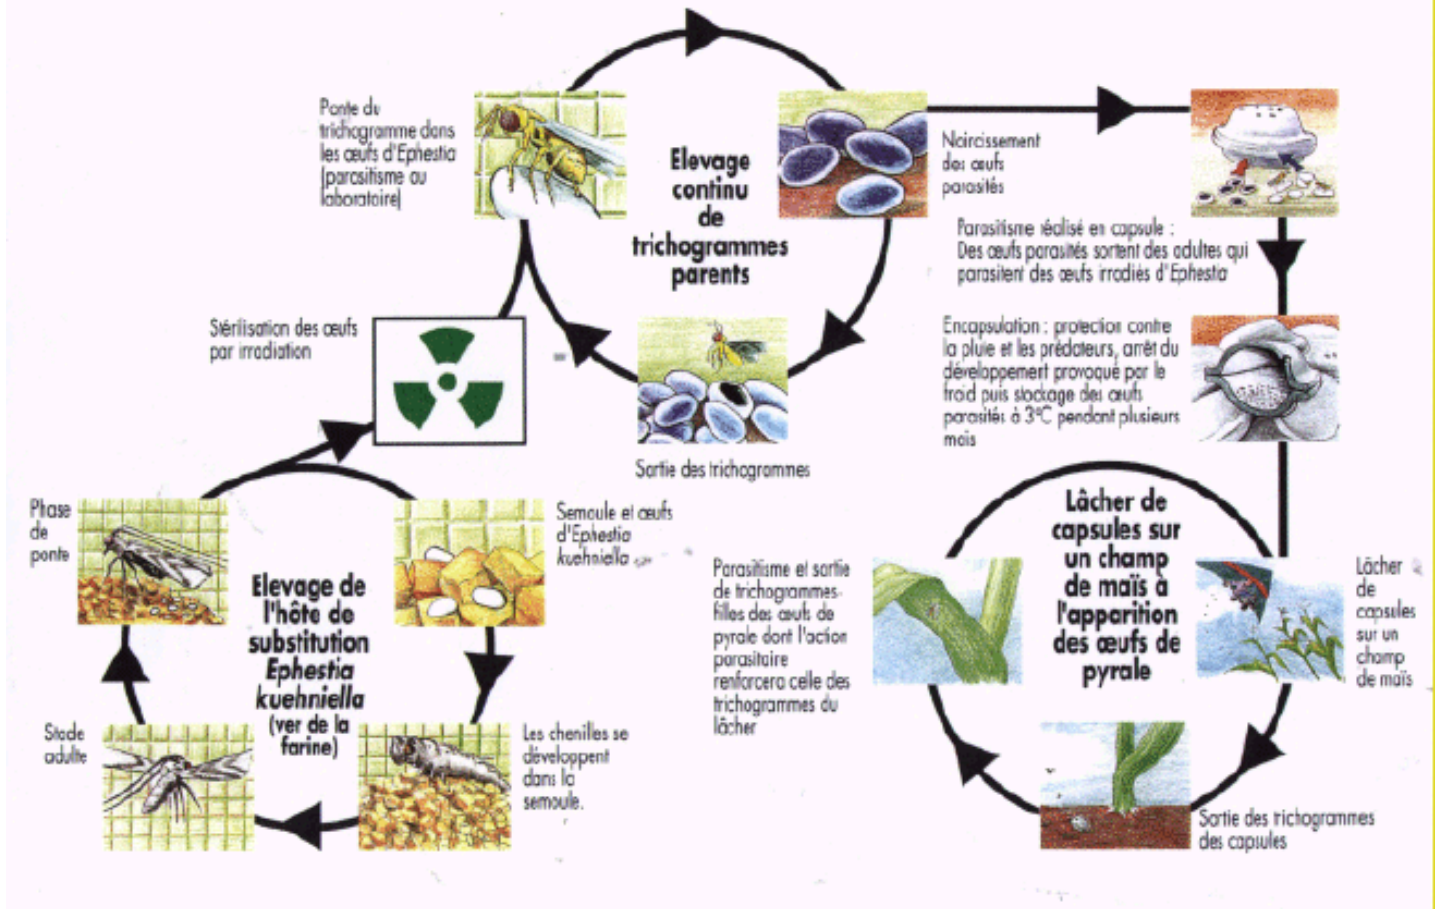 Ponte du
trichogramme dans
les œufs d'Ephestia
(parasitisme au
laboratoire)
Elevage
continu
de
trichogrammes
parents
Noircissement
des œufs
parasités
Parasitisme réalisé en capsule :
Des œufs parasités sortent des adultes qui
parasitent des œufs irradiés d'Ephestia
Stérilisation des œufs
par irradiation
Encapsulation : protection contre
la pluie et les prédateurs, arrêt du
développement provoqué par le
froid puis stockage des œufs
parasités à 3°C pendant plusieurs
mois
Sortie des trichogrammes
Phase
de
ponte
Semoule et œufs
d'Ephestia
kuehniella
Elevage de
l'hôte de
substitution
Ephestia
kuehniella
(ver de la
farine)
Stade
adulte
Les chenilles se
développent
dans la
semoule.
Lâcher de
capsules sur
un champ
de maïs à
l'apparition
des œufs de
pyrale
Parasitisme et sortie
de trichogrammes-
filles des œufs de
pyrale dont l'action
parasitaire
renforcera celle des
trichogrammes du
lâcher
Lâcher
de
capsules
sur un
champ
de maïs
Sortie des trichogrammes
des capsules